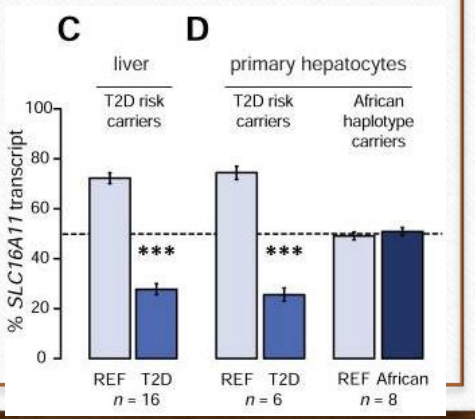 C
D
liver
primary hepatocytes
T2D risk
carriers
T2D risk
carriers
African
haplotype
carriers
% SLC16A11 transcript
100
80
60
40
20
0
***
***
REF T2D
n = 16
REF T2D
n = 6
REF African
n = 8